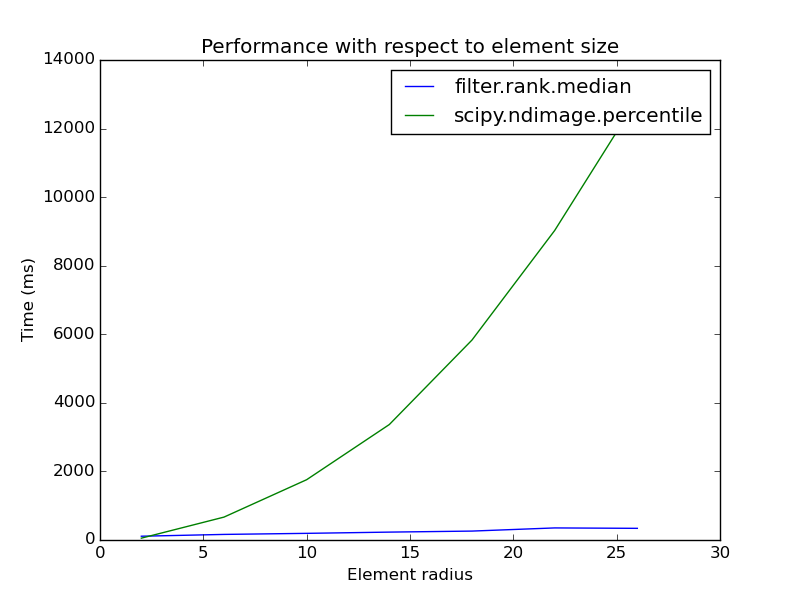 Performance with respect to element size
14000
12000
10000
8000
6000
4000
2000
0
Time (ms)
filter.rank.median
scipy.ndimage.percentile
0 5 10 15 20 25 30
Element radius